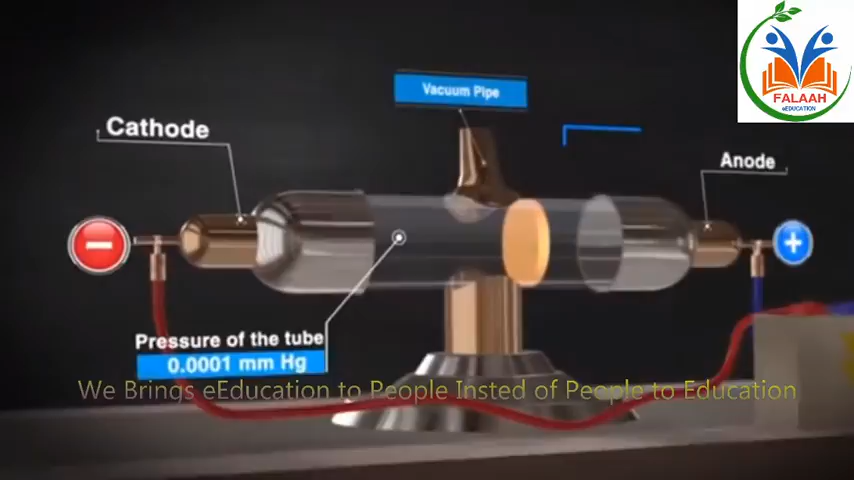 FALAAH
eEDUCATION
Vacuum Pipe
Cathode
Anode
Pressure of the tube
0.0001 mm Hg
We Brings eEducation to People Insted of People to Education